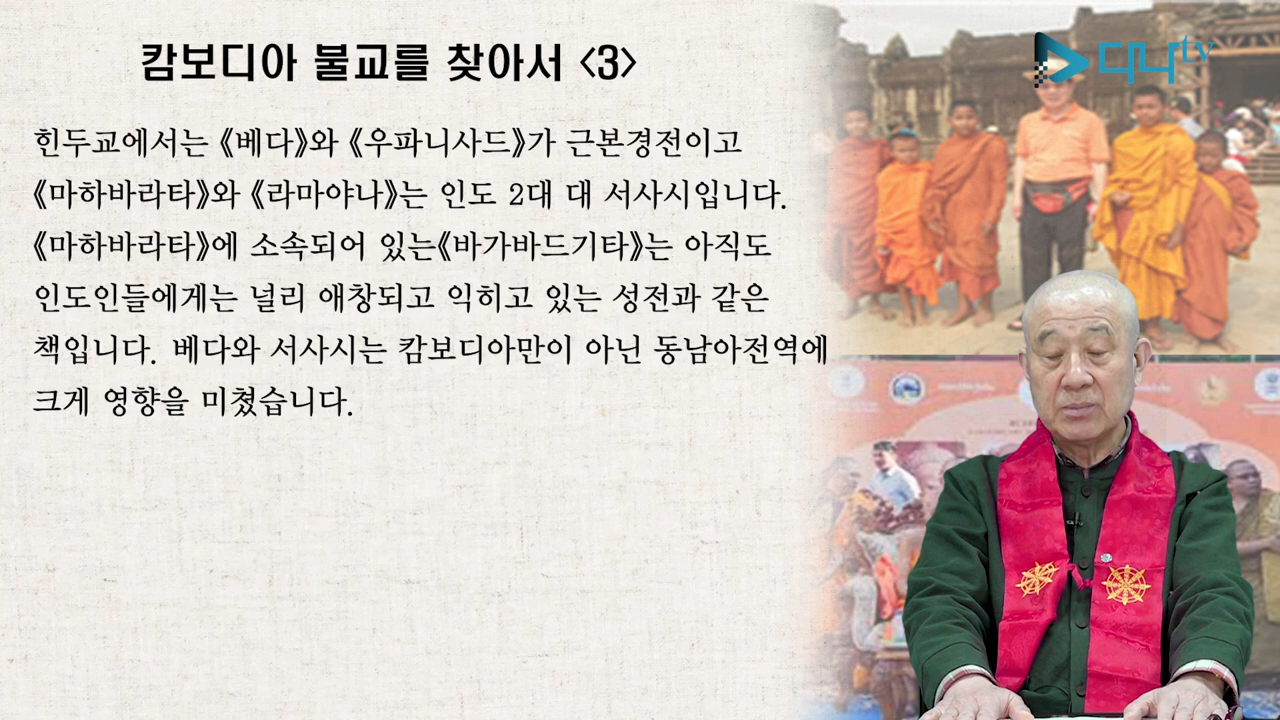 캄보디아 불교를 찾아서 <3>
다나tv
힌두교에서는 《베다》와 《우파니사드》가 근본경전이고
《마하바라타》와 《라마야나》는 인도 2대 대 서사시입니다.
《마하바라타》에 소속되어 있는《바가바드기타》는 아직도
인도인들에게는 널리 애창되고 익히고 있는 성전과 같은
책입니다. 베다와 서사시는 캄보디아만이 아닌 동남아전역에
크게 영향을 미쳤습니다.